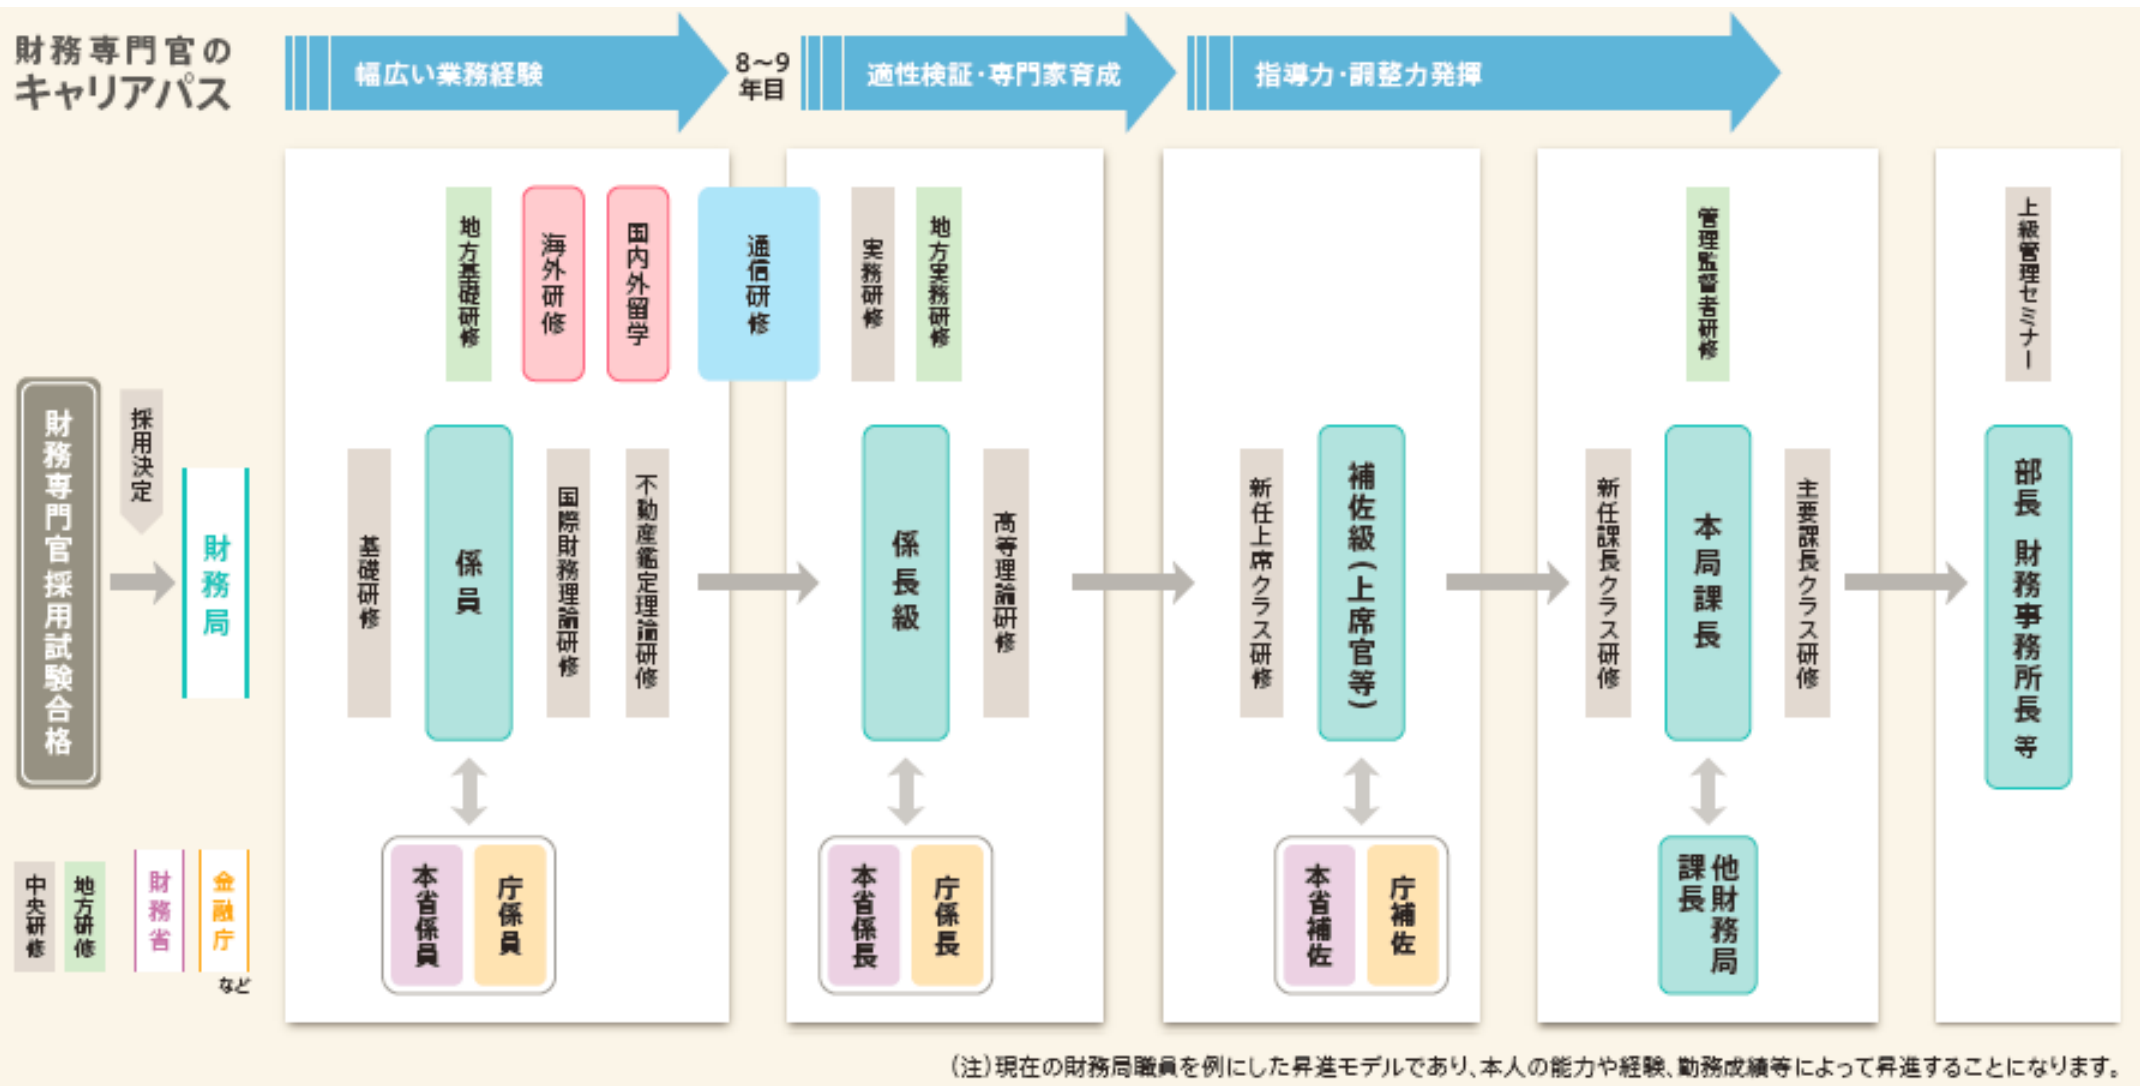 財務専門官の
キャリアパス
幅広い業務経験
8～9
年目
適性検証・専門家育成
指導力・調整力発揮
財務専門官 採用試験合格
採用決定
財務局
地方基礎研修
海外研修
国内外留学
通信研修
実務研修
地方実務研修
管理監督者研修
上級管理セミナー
基礎研修
係員
国際財務理論研修
不動産鑑定理論研修
係長級
高等理論研修
新任上席クラス研修
補佐級(上席官等)
新任課長クラス研修
本局課長
主要課長クラス研修
部長 財務事務所長 等
中央研修
地方研修
財務省
金融庁
など
本省係員
庁係員
本省係長
庁係長
本省補佐
庁補佐
他財務局
課長
(注)現在の財務局職員を例にした昇進モデルであり、本人の能力や経験、勤務成績等によって昇進することになります。